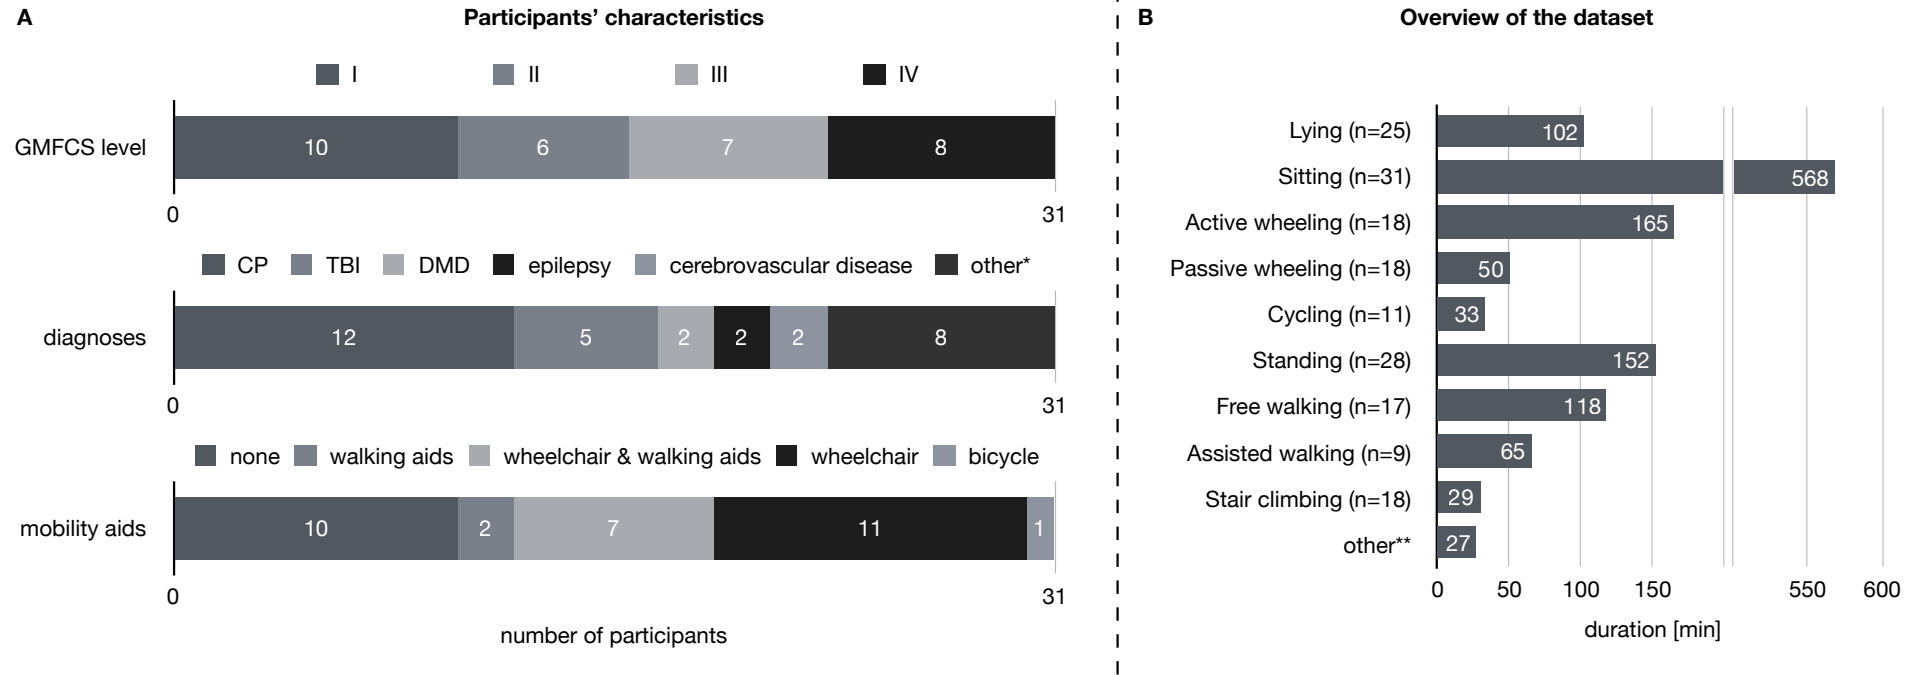 A
Participants’ characteristics
I II III IV
GMFCS level
10 6 7 8
0 31
CP TBI DMD epilepsy cerebrovascular disease other*
diagnoses
12 5 2 2 2 8
0 31
none walking aids wheelchair & walking aids wheelchair bicycle
mobility aids
10 2 7 11 1
0 31
number of participants
B
Overview of the dataset
Lying (n=25) 102
Sitting (n=31) 568
Active wheeling (n=18) 165
Passive wheeling (n=18) 50
Cycling (n=11) 33
Standing (n=28) 152
Free walking (n=17) 118
Assisted walking (n=9) 65
Stair climbing (n=18) 29
other** 27
0 50 100 150 550 600
duration [min]